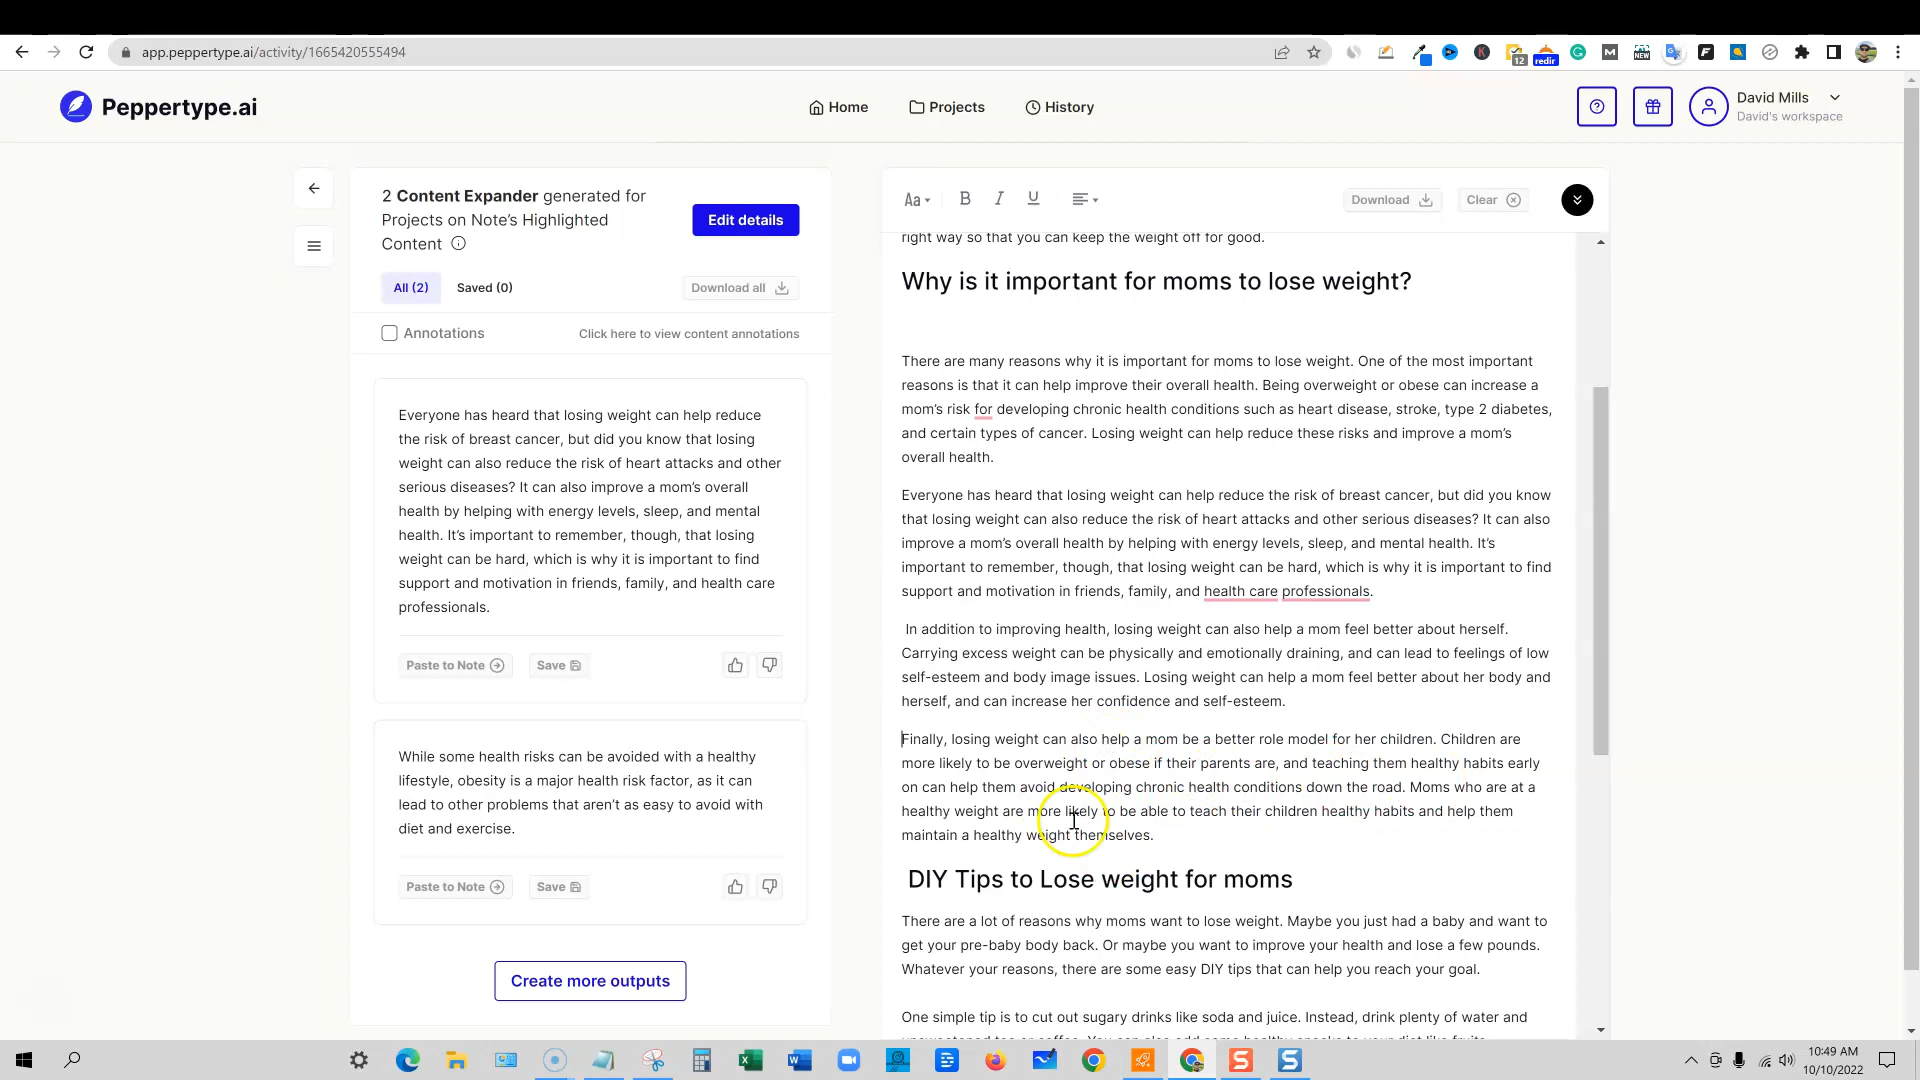 app.peppertype.ai/activity/1665420555494
12
redir
NEW
Peppertype.ai
Home
Projects
History
David Mills
David's workspace
2 Content Expander generated for
Projects on Note's Highlighted
Content
Edit details
All (2)
Saved (0)
Download all
Annotations
Click here to view content annotations
Everyone has heard that losing weight can help reduce
the risk of breast cancer, but did you know that losing
weight can also reduce the risk of heart attacks and other
serious diseases? It can also improve a mom's overall
health by helping with energy levels, sleep, and mental
health. It's important to remember, though, that losing
weight can be hard, which is why it is important to find
support and motivation in friends, family, and health care
professionals.
Paste to Note
Save
While some health risks can be avoided with a healthy
lifestyle, obesity is a major health risk factor, as it can
lead to other problems that aren't as easy to avoid with
diet and exercise.
Paste to Note
Save
Create more outputs
Aa
B
I
U
Download
Clear
right way so that you can keep the weight off for good.
Why is it important for moms to lose weight?
There are many reasons why it is important for moms to lose weight. One of the most important
reasons is that it can help improve their overall health. Being overweight or obese can increase a
mom's risk for developing chronic health conditions such as heart disease, stroke, type 2 diabetes,
and certain types of cancer. Losing weight can help reduce these risks and improve a mom's
overall health.
Everyone has heard that losing weight can help reduce the risk of breast cancer, but did you know
that losing weight can also reduce the risk of heart attacks and other serious diseases? It can also
improve a mom's overall health by helping with energy levels, sleep, and mental health. It's
important to remember, though, that losing weight can be hard, which is why it is important to find
support and motivation in friends, family, and health care professionals.
In addition to improving health, losing weight can also help a mom feel better about herself.
Carrying excess weight can be physically and emotionally draining, and can lead to feelings of low
self-esteem and body image issues. Losing weight can help a mom feel better about her body and
herself, and can increase her confidence and self-esteem.
Finally, losing weight can also help a mom be a better role model for her children. Children are
more likely to be overweight or obese if their parents are, and teaching them healthy habits early
on can help them avoid developing chronic health conditions down the road. Moms who are at a
healthy weight are more likely to be able to teach their children healthy habits and help them
maintain a healthy weight themselves.
DIY Tips to Lose weight for moms
There are a lot of reasons why moms want to lose weight. Maybe you just had a baby and want to
get your pre-baby body back. Or maybe you want to improve your health and lose a few pounds.
Whatever your reasons, there are some easy DIY tips that can help you reach your goal.
One simple tip is to cut out sugary drinks like soda and juice. Instead, drink plenty of water and
10:49 AM
10/10/2022